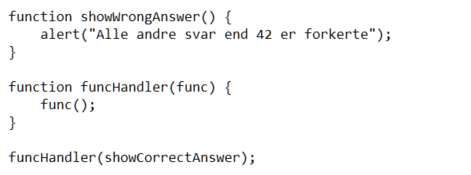 function showWrongAnswer() {
    alert("Alle andre svar end 42 er forkerte");
}

function funcHandler(func) {
    func();
}

funcHandler(showCorrectAnswer);